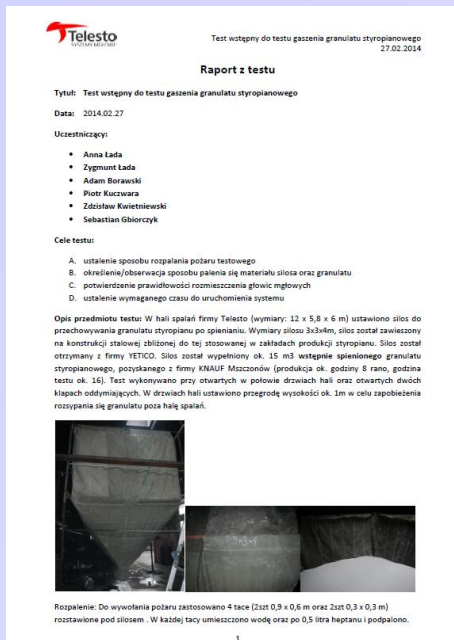 Telesto
SYSTEMY MGŁOWE
Test wstępny do testu gaszenia granulatu styropianowego
27.02.2014
Raport z testu
Tytuł: Test wstępny do testu gaszenia granulatu styropianowego
Data: 2014.02.27
Uczestniczący:
• Anna Łada
• Zygmunt Łada
• Adam Borawski
• Piotr Kuczwara
• Zdzisław Kwietniewski
• Sebastian Gbiorczyk
Cele testu:
A. ustalenie sposobu rozpalania pożaru testowego
B. określenie/obserwacja sposobu palenia się materiału silosa oraz granulatu
C. potwierdzenie prawidłowości rozmieszczenia głowic mgłowych
D. ustalenie wymaganego czasu do uruchomienia systemu
Opis przedmiotu testu: W hali spalań firmy Telesto (wymiary: 12 x 5,8 x 6 m) ustawiono silos do
przechowywania granulatu styropianu po spienianiu. Wymiary silosu 3x3x4m, silos został zawieszony
na konstrukcji stalowej zbliżonej do tej stosowanej w zakładach produkcji styropianu. Silos został
otrzymany z firmy YETICO. Silos został wypełniony ok. 15 m3 wstępnie spienionego granulatu
styropianowego, pozyskanego z firmy KNAUF Mszczonów (produkcja ok. godziny 8 rano, godzina
testu ok. 16). Test wykonywano przy otwartych w połowie drzwiach hali oraz otwartych dwóch
klapach oddymiających. W drzwiach hali ustawiono przegrodę wysokości ok. 1m w celu zapobieżenia
rozsypania się granulatu poza halę spalań.
3x3x4
Rozpalenie: Do wywołania pożaru zastosowano 4 tace (2szt 0,9 x 0,6 m oraz 2szt 0,3 x 0,3 m)
rozstawione pod silosem . W każdej tacy umieszczono wodę oraz po 0,5 litra heptanu i podpalono.
1